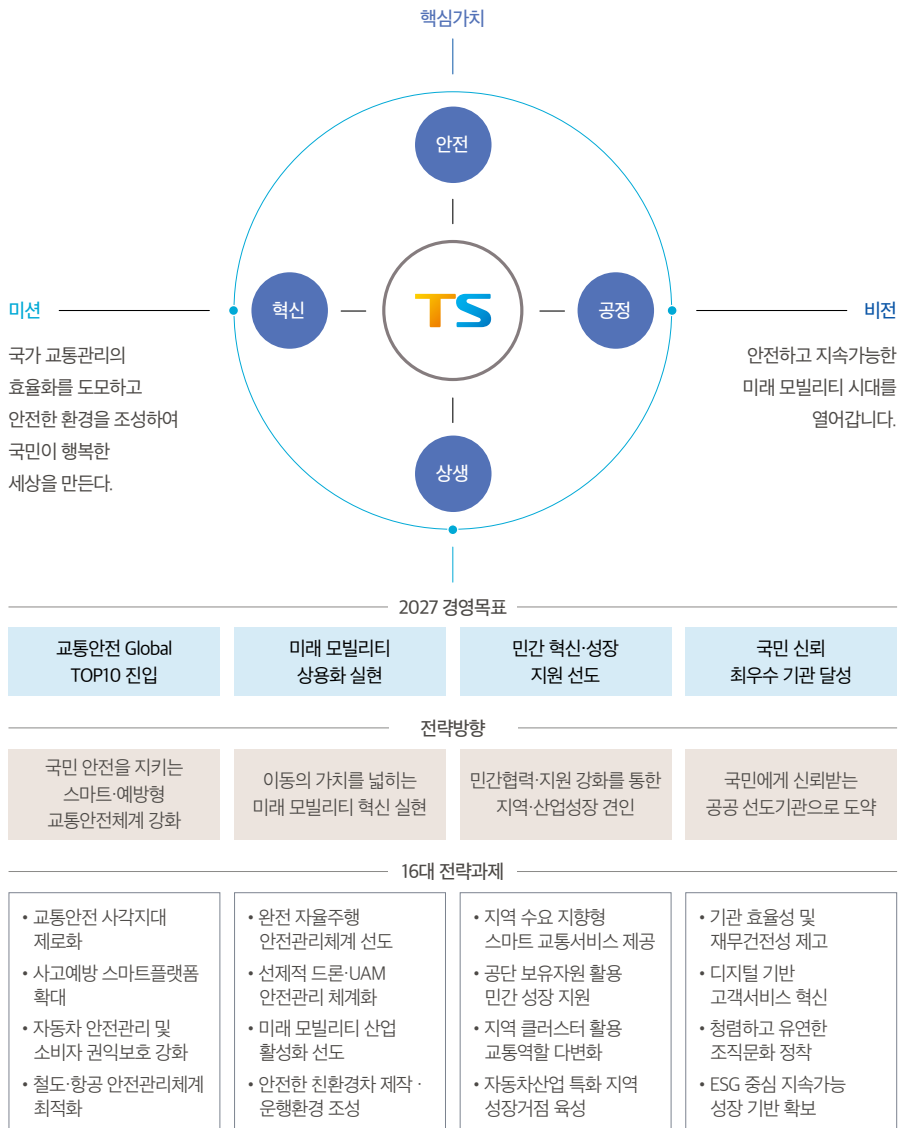 핵심가치
안전
혁신
TS
공정
상생
미션
국가 교통관리의
효율화를 도모하고
안전한 환경을 조성하여
국민이 행복한
세상을 만든다.
비전
안전하고 지속가능한
미래 모빌리티 시대를
열어갑니다.
2027 경영목표
교통안전 Global
TOP10 진입
미래 모빌리티
상용화 실현
민간 혁신·성장
지원 선도
국민 신뢰
최우수 기관 달성
전략방향
국민 안전을 지키는
스마트·예방형
교통안전체계 강화
이동의 가치를 넓히는
미래 모빌리티 혁신 실현
민간협력·지원 강화를 통한
지역·산업성장 견인
국민에게 신뢰받는
공공 선도기관으로 도약
16대 전략과제
• 교통안전 사각지대
제로화
• 사고예방 스마트플랫폼
확대
• 자동차 안전관리 및
소비자 권익보호 강화
• 철도·항공 안전관리체계
최적화
• 완전 자율주행
안전관리체계 선도
• 선제적 드론·UAM
안전관리 체계화
• 미래 모빌리티 산업
활성화 선도
• 안전한 친환경차 제작·
운행환경 조성
• 지역 수요 지향형
스마트 교통서비스 제공
• 공단 보유자원 활용
민간 성장 지원
• 지역 클러스터 활용
교통역할 다변화
• 자동차산업 특화 지역
성장거점 육성
• 기관 효율성 및
재무건전성 제고
• 디지털 기반
고객서비스 혁신
• 청렴하고 유연한
조직문화 정착
• ESG 중심 지속가능
성장 기반 확보